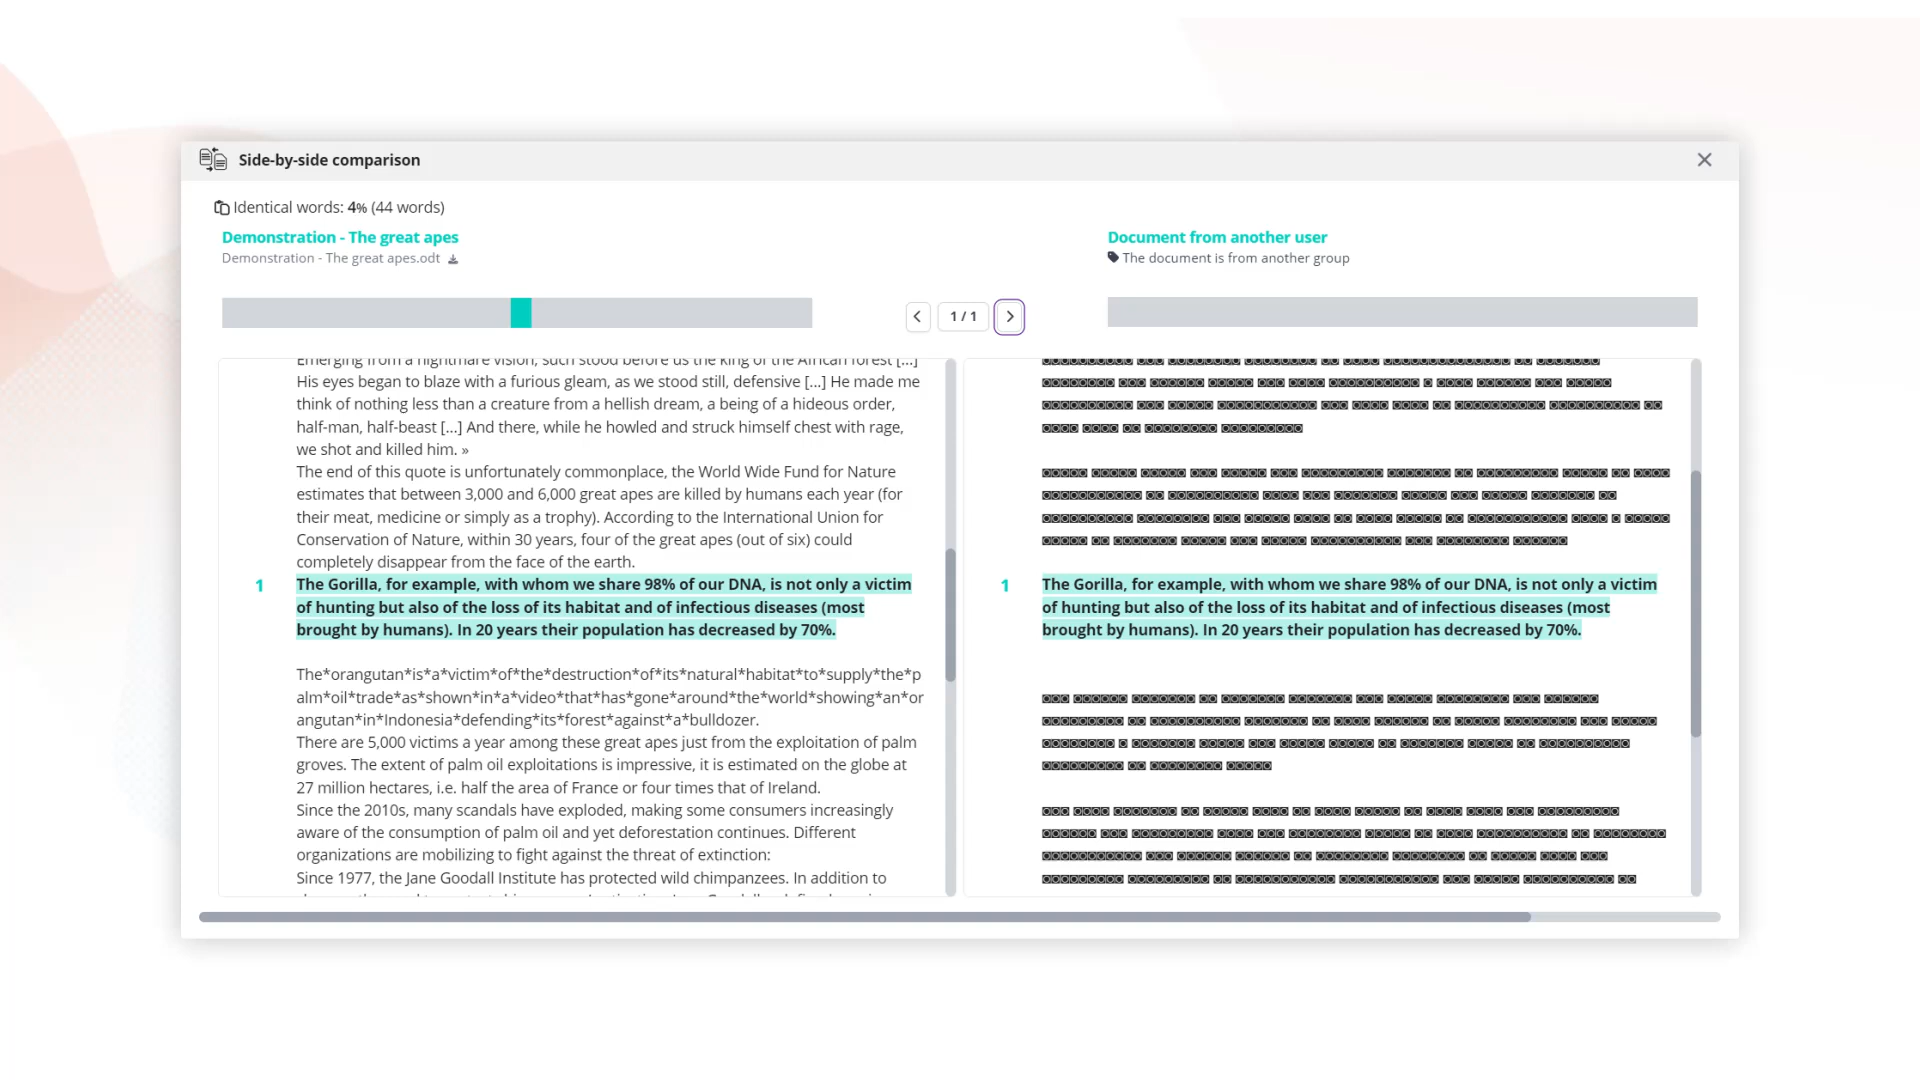 Side-by-side comparison
Identical words: 4% (44 words)
Demonstration - The great apes
Demonstration - The great apes.odt
Document from another user
The document is from another group
1 / 1
Emerging from a nightmare vision, such stood before us the king of the African forest [...]
His eyes began to blaze with a furious gleam, as we stood still, defensive [...] He made me
think of nothing less than a creature from a hellish dream, a being of a hideous order,
half-man, half-beast [...] And there, while he howled and struck himself chest with rage,
we shot and killed him. »
The end of this quote is unfortunately commonplace, the World Wide Fund for Nature
estimates that between 3,000 and 6,000 great apes are killed by humans each year (for
their meat, medicine or simply as a trophy). According to the International Union for
Conservation of Nature, within 30 years, four of the great apes (out of six) could
completely disappear from the face of the earth.
1 The Gorilla, for example, with whom we share 98% of our DNA, is not only a victim
of hunting but also of the loss of its habitat and of infectious diseases (most
brought by humans). In 20 years their population has decreased by 70%.
The*orangutan*is*a*victim*of*the*destruction*of*its*natural*habitat*to*supply*the*p
alm*oil*trade*as*shown*in*a*video*that*has*gone*around*the*world*showing*an*or
angutan*in*Indonesia*defending*its*forest*against*a*bulldozer.
There are 5,000 victims a year among these great apes just from the exploitation of palm
groves. The extent of palm oil exploitations is impressive, it is estimated on the globe at
27 million hectares, i.e. half the area of France or four times that of Ireland.
Since the 2010s, many scandals have exploded, making some consumers increasingly
aware of the consumption of palm oil and yet deforestation continues. Different
organizations are mobilizing to fight against the threat of extinction:
Since 1977, the Jane Goodall Institute has protected wild chimpanzees. In addition to
1 The Gorilla, for example, with whom we share 98% of our DNA, is not only a victim
of hunting but also of the loss of its habitat and of infectious diseases (most
brought by humans). In 20 years their population has decreased by 70%.